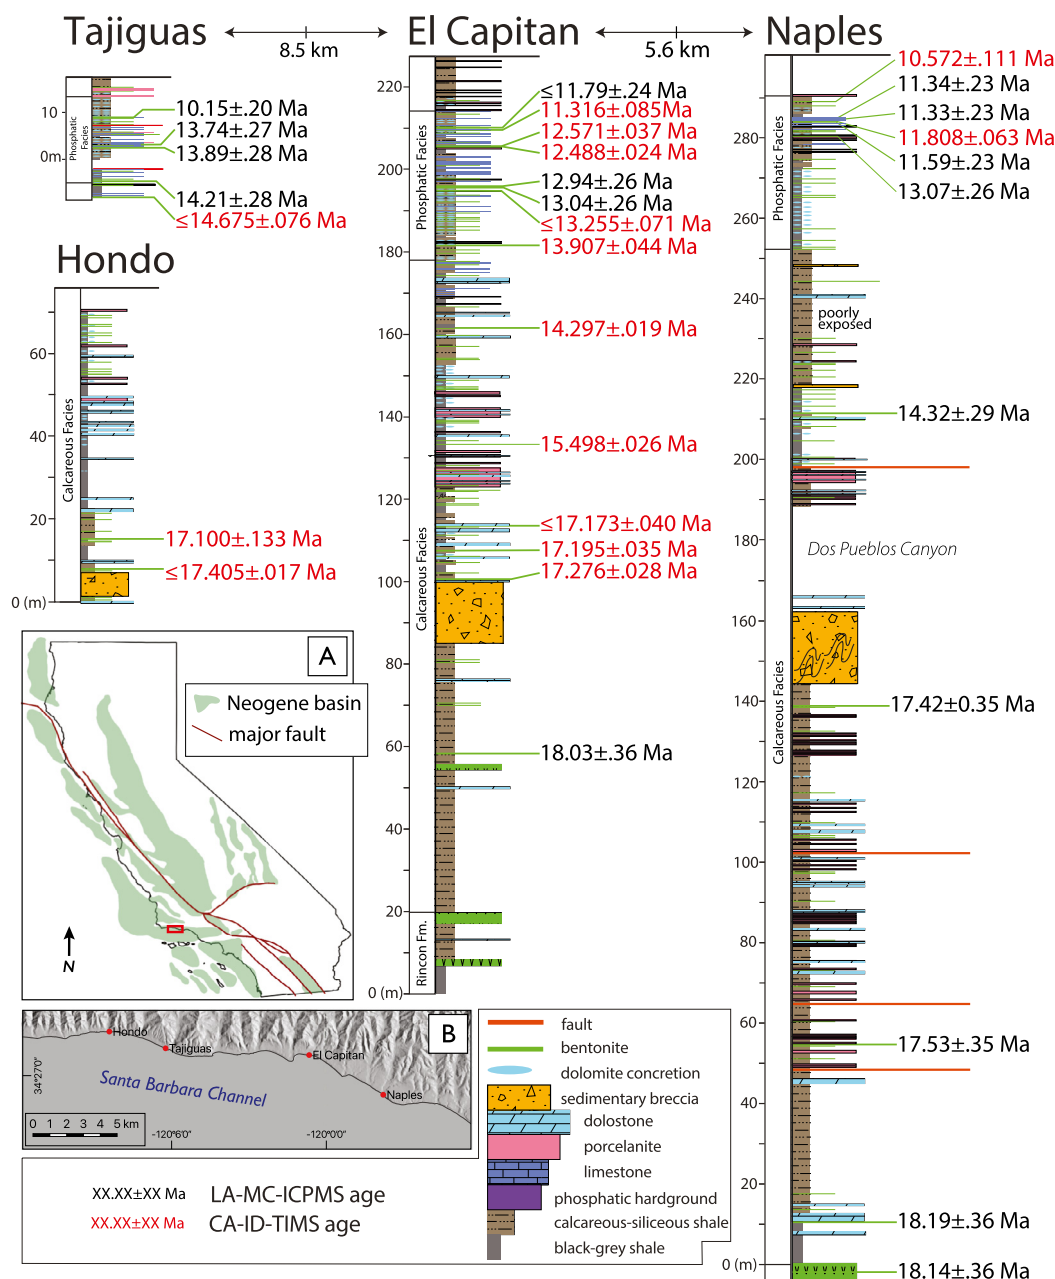 Tajiguas
8.5 km
El Capitan
5.6 km
Naples
10
0m
Phosphatic
Facies
10.15±.20 Ma
13.74±.27 Ma
13.89±.28 Ma
14.21±.28 Ma
≤14.675±.076 Ma
Hondo
60
40
20
0 (m)
Calcareous Facies
17.100±.133 Ma
≤17.405±.017 Ma
220
200
180
160
140
120
100
80
60
40
20
0 (m)
Phosphatic Facies
Calcareous Facies
Rincon Fm.
≤11.79±.24 Ma
11.316±.085Ma
12.571±.037 Ma
12.488±.024 Ma
12.94±.26 Ma
13.04±.26 Ma
≤13.255±.071 Ma
13.907±.044 Ma
14.297±.019 Ma
15.498±.026 Ma
≤17.173±.040 Ma
17.195±.035 Ma
17.276±.028 Ma
18.03±.36 Ma
280
260
240
220
200
180
160
140
120
100
80
60
40
20
0 (m)
Phosphatic Facies
Calcareous Facies
10.572±.111 Ma
11.34±.23 Ma
11.33±.23 Ma
11.808±.063 Ma
11.59±.23 Ma
13.07±.26 Ma
poorly
exposed
14.32±.29 Ma
Dos Pueblos Canyon
17.42±0.35 Ma
17.53±.35 Ma
18.19±.36 Ma
18.14±.36 Ma
A
Neogene basin
major fault
N
B
Hondo
Tajiguas
El Capitan
Naples
34°27'0"
Santa Barbara Channel
0 1 2 3 4 5 km
-120°6'0"
-120°0'0"
XX.XX±XX Ma LA-MC-ICPMS age
XX.XX±XX Ma CA-ID-TIMS age
fault
bentonite
dolomite concretion
sedimentary breccia
dolostone
porcelanite
limestone
phosphatic hardground
calcareous-siliceous shale
black-grey shale